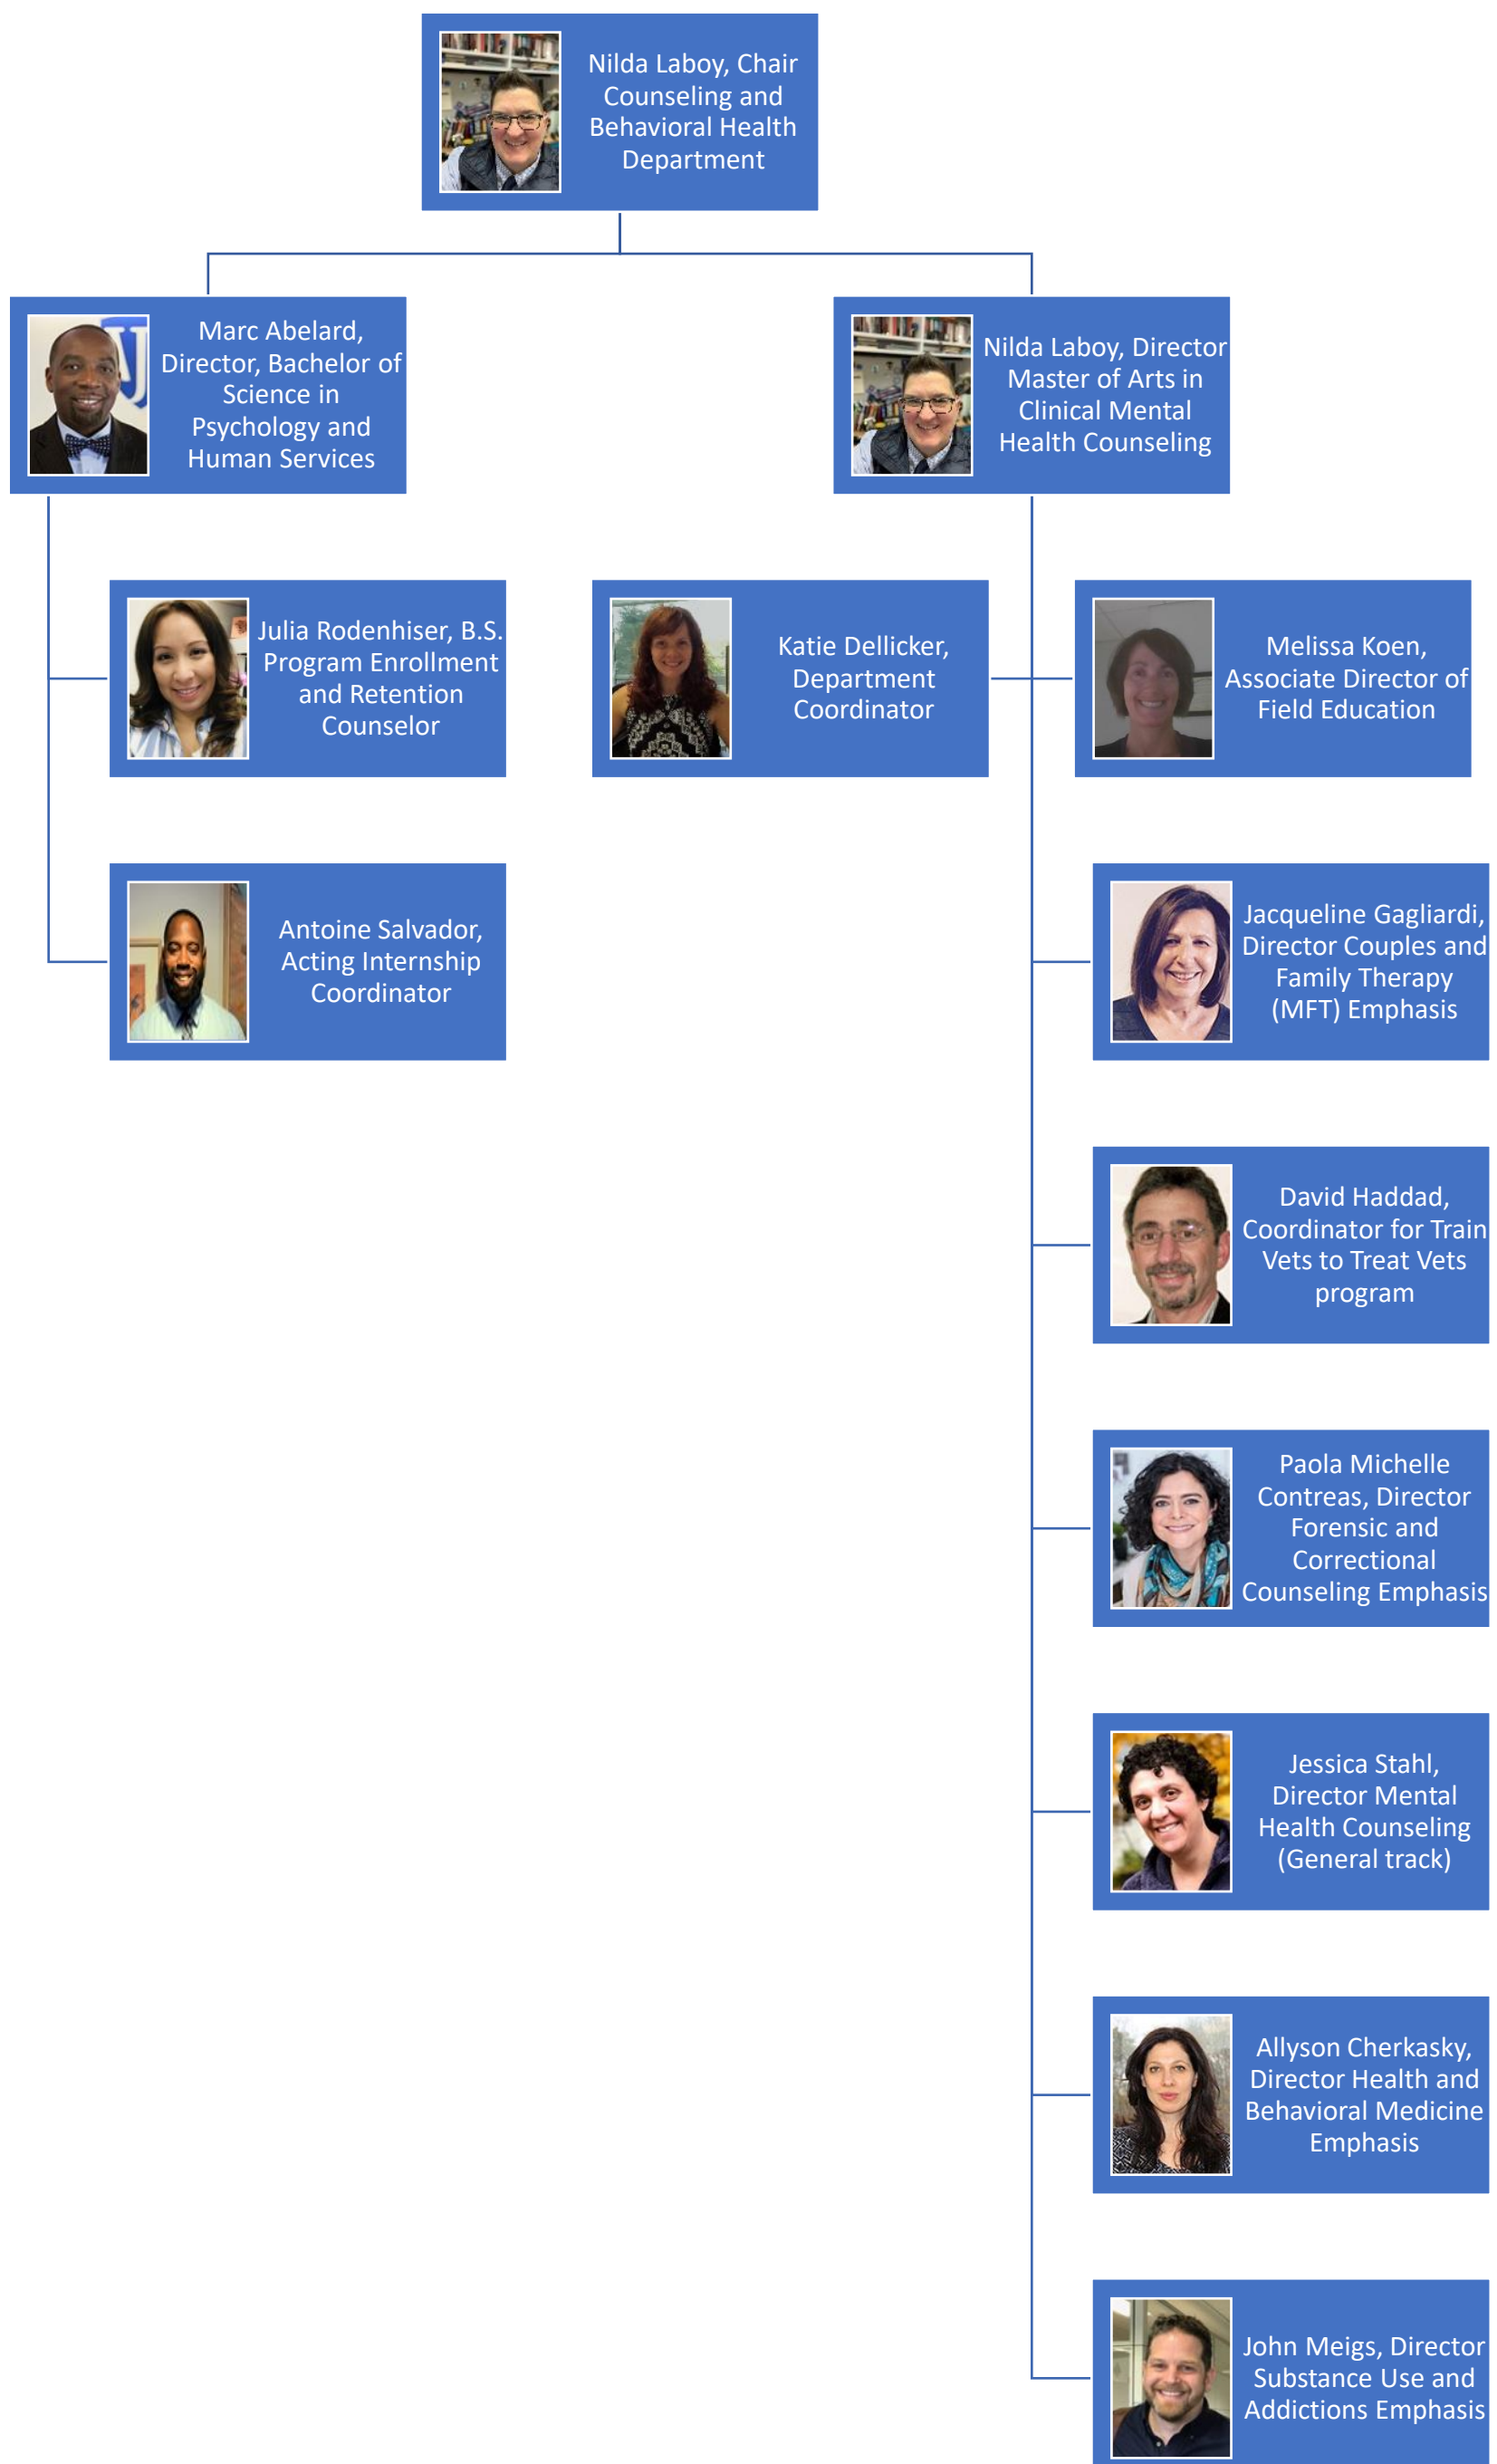 Nilda Laboy, Chair
Counseling and
Behavioral Health
Department
Marc Abelard,
Director, Bachelor of
Science in
Psychology and
Human Services
Nilda Laboy, Director
Master of Arts in
Clinical Mental
Health Counseling
Julia Rodenhiser, B.S.
Program Enrollment
and Retention
Counselor
Katie Dellicker,
Department
Coordinator
Melissa Koen,
Associate Director of
Field Education
Antoine Salvador,
Acting Internship
Coordinator
Jacqueline Gagliardi,
Director Couples and
Family Therapy
(MFT) Emphasis
David Haddad,
Coordinator for Train
Vets to Treat Vets
program
Paola Michelle
Contreas, Director
Forensic and
Correctional
Counseling Emphasis
Jessica Stahl,
Director Mental
Health Counseling
(General track)
Allyson Cherkasky,
Director Health and
Behavioral Medicine
Emphasis
John Meigs, Director
Substance Use and
Addictions Emphasis